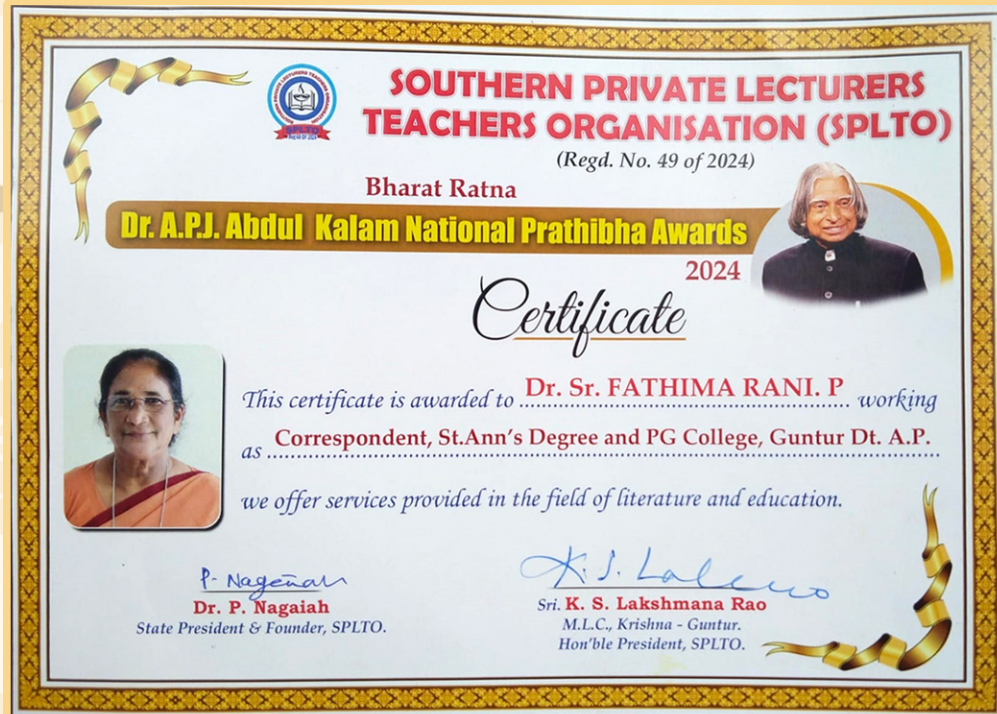 SOUTHERN PRIVATE LECTURERS
TEACHERS ORGANISATION (SPLTO)
(Regd. No. 49 of 2024)
SPLTO
Bharat Ratna
Dr. A.P.J. Abdul Kalam National Prathibha Awards
2024
Certificate
This certificate is awarded to Dr. Sr. FATHIMA RANI. P working
as Correspondent, St.Ann's Degree and PG College, Guntur Dt. A.P.
we offer services provided in the field of literature and education.
P. Nagaiah
Dr. P. Nagaiah
State President & Founder, SPLTO.
Sri. K. S. Lakshmana Rao
M.L.C., Krishna - Guntur.
Hon'ble President, SPLTO.